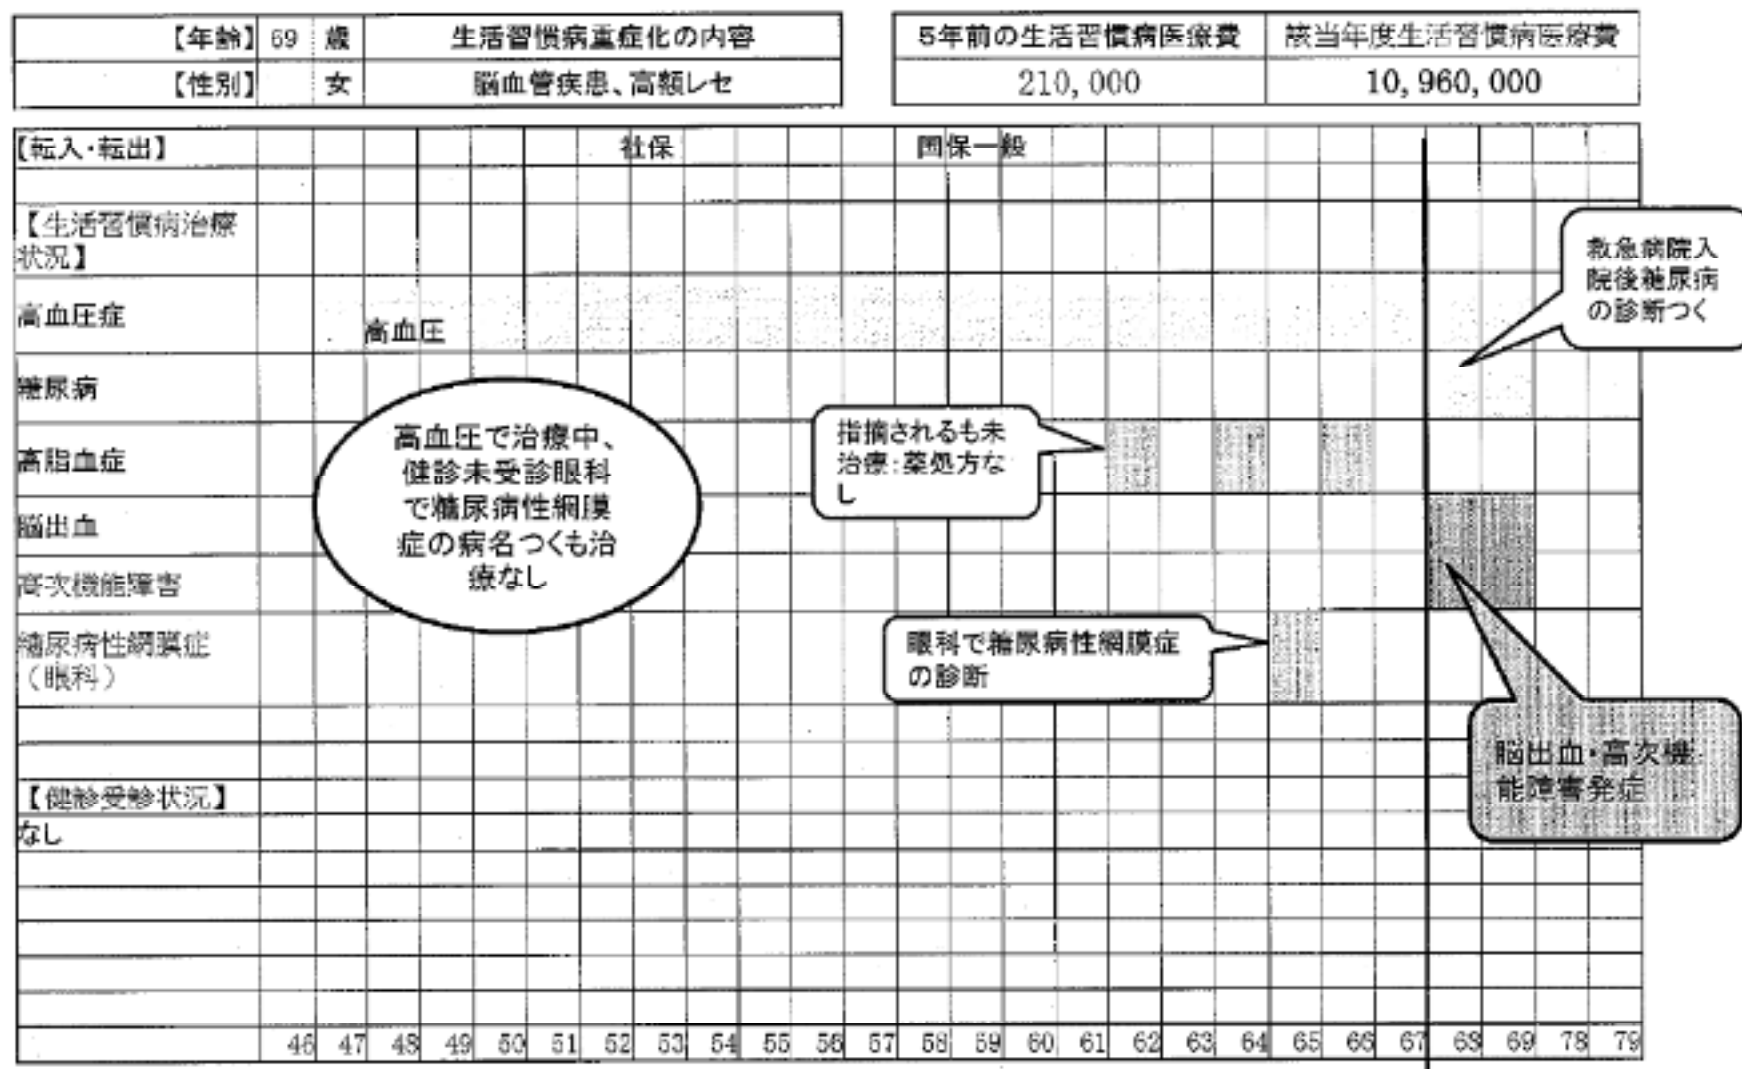 【年齢】 69 歳 生活習慣病重症化の内容 5年前の生活習慣病医療費 該当年度生活習慣病医療費
【性別】 女 脳血管疾患、高額レセ 210,000 10,960,000
【転入・転出】 社保 国保一般
【生活習慣病治療
状況】
救急病院入
院後糖尿病
の診断つく
高血圧症
高血圧
糖尿病
高血圧で治療中、
健診未受診眼科
で糖尿病性網膜
症の病名つくも治
療なし
指摘されるも未
治療:薬処方な
し
高脂血症
脳出血
高次機能障害
糖尿病性網膜症
(眼科)
眼科で糖尿病性網膜症
の診断
脳出血・高次機
能障害発症
【健診受診状況】
なし
46 47 48 49 50 51 52 53 54 55 56 57 58 59 60 61 62 63 64 65 66 67 68 69 78 79